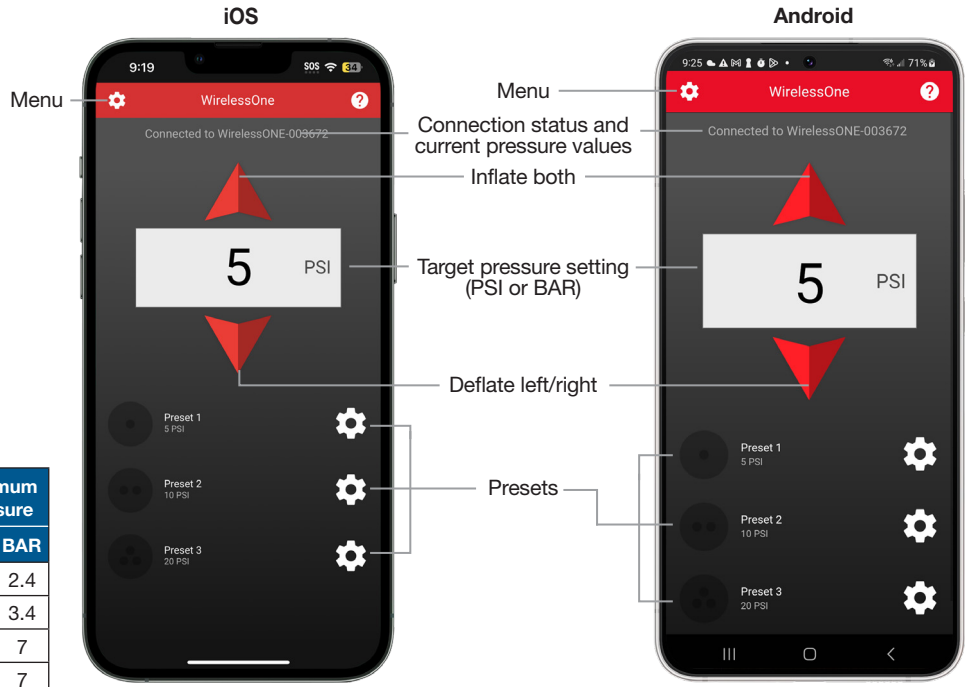 iOS
Android
9:19
SOS
34
9:25
71%
Menu
WirelessOne
?
Menu
WirelessOne
?
Connected to WirelessONE-003672
Connection status and
current pressure values
Connected to WirelessONE-003672
Inflate both
5 PSI
Target pressure setting
(PSI or BAR)
5 PSI
Deflate left/right
Preset 1
5 PSI
Preset 2
10 PSI
Preset 3
20 PSI
Presets
Preset 1
5 PSI
Preset 2
10 PSI
Preset 3
20 PSI
BAR
2.4
3.4
7
7